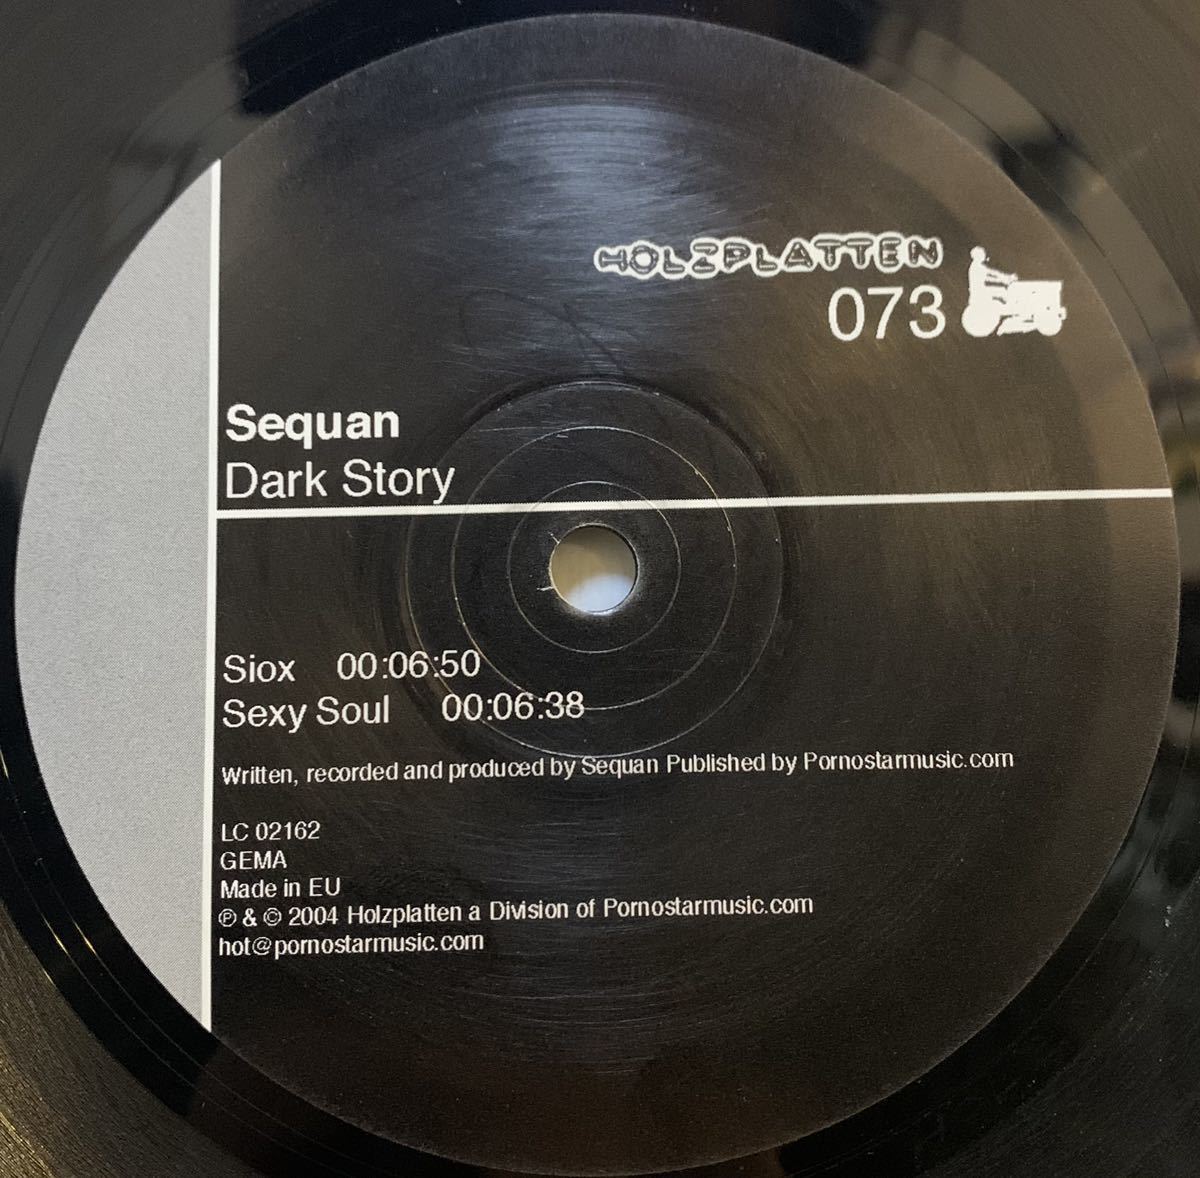 HOLZPLATTEN
073
Sequan
Dark Story
Siox 00:06:50
Sexy Soul 00:06:38
Written, recorded and produced by Sequan Published by Pornostarmusic.com
LC 02162
GEMA
Made in EU
℗ & © 2004 Holzplatten a Division of Pornostarmusic.com
hot@pornostarmusic.com